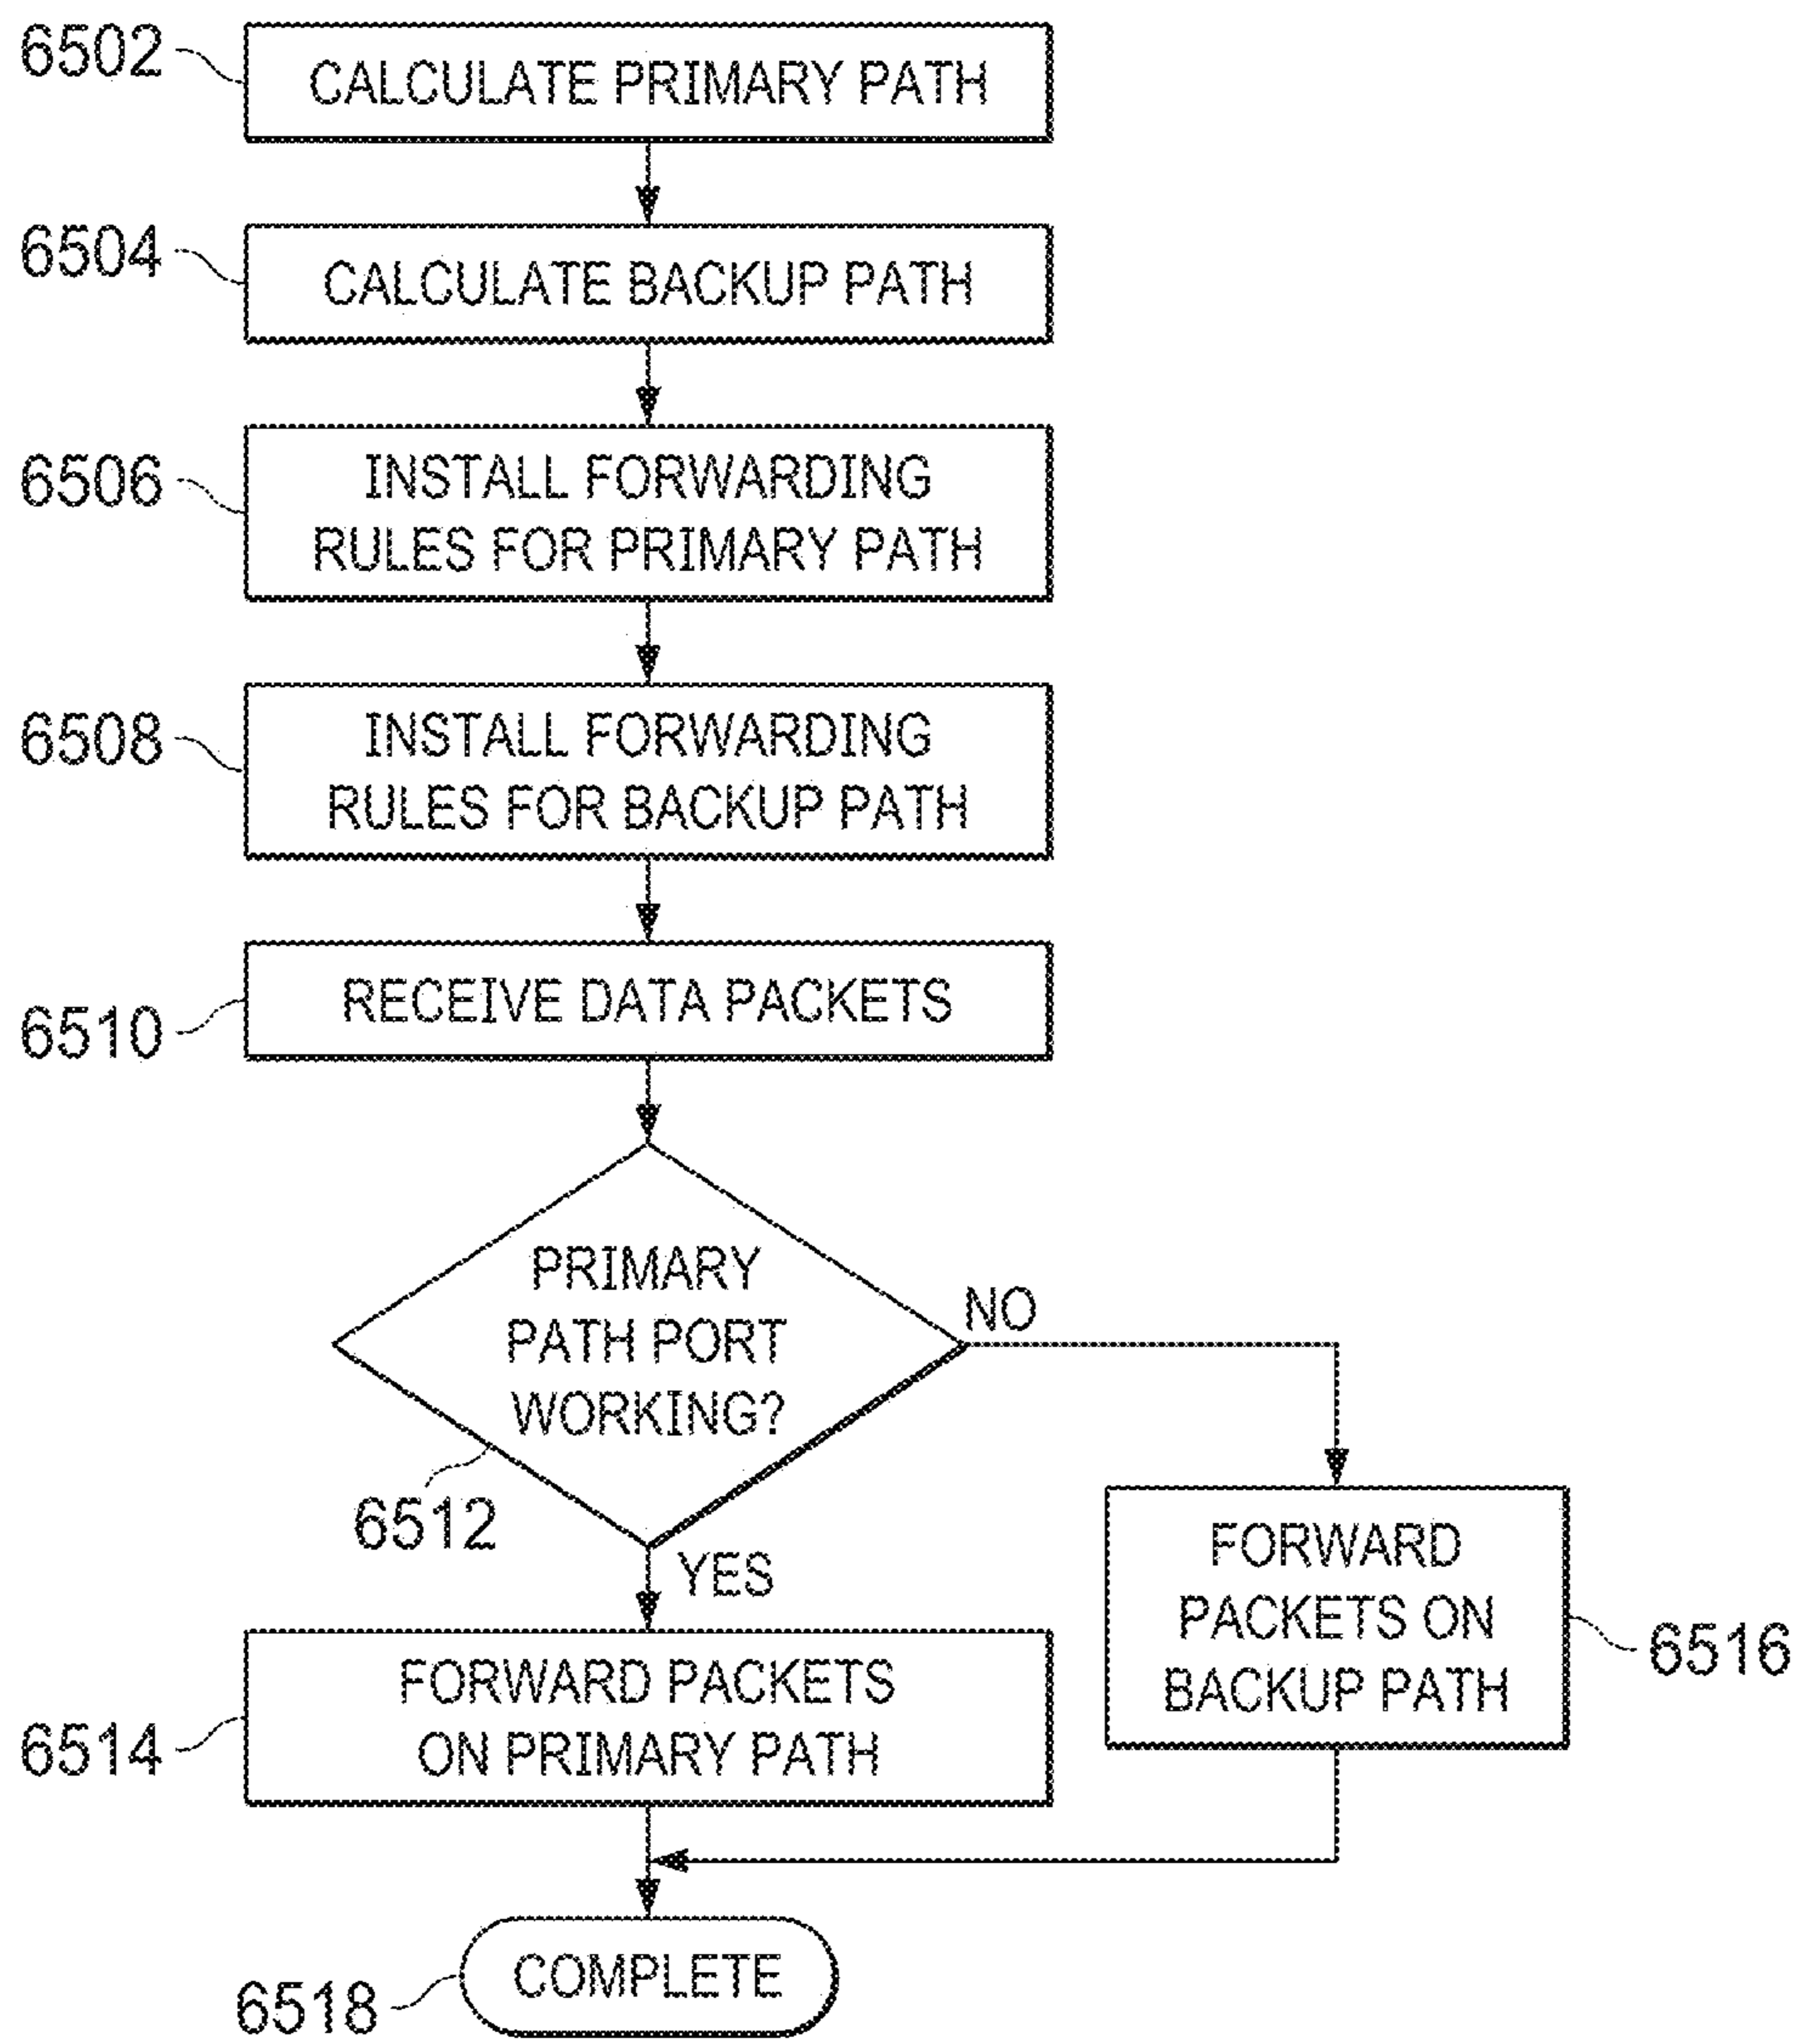 6502
CALCULATE PRIMARY PATH
6504
CALCULATE BACKUP PATH
6506
INSTALL FORWARDING
RULES FOR PRIMARY PATH
6508
INSTALL FORWARDING
RULES FOR BACKUP PATH
6510
RECEIVE DATA PACKETS
PRIMARY
PATH PORT
WORKING?
6512
NO
YES
FORWARD
PACKETS ON
BACKUP PATH
6516
6514
FORWARD PACKETS
ON PRIMARY PATH
6518
COMPLETE